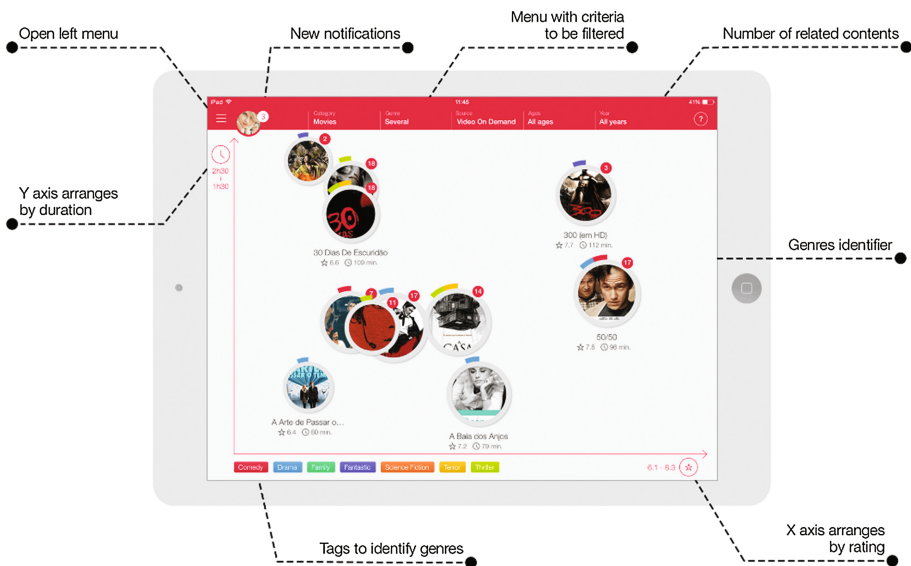 Open left menu
New notifications
Menu with criteria
to be filtered
Number of related contents
iPad
11:45
41%
3
Category
Movies
Genre
Several
Source
Video On Demand
Ages
All ages
Year
All years
?
2h30
1h30
Y axis arranges
by duration
2
18
18
30
30 Dias De Escuridão
6.6
109 min.
3
300
300 (em HD)
7.7
112 min.
Genres identifier
17
50/50
7.8
96 min.
7
11
17
14
A
CASA
A Arte de Passar o...
6.4
80 min.
A Baía dos Anjos
7.2
79 min.
Comedy
Drama
Family
Fantastic
Science Fiction
Terror
Thriller
6.1 - 8.3
Tags to identify genres
X axis arranges
by rating